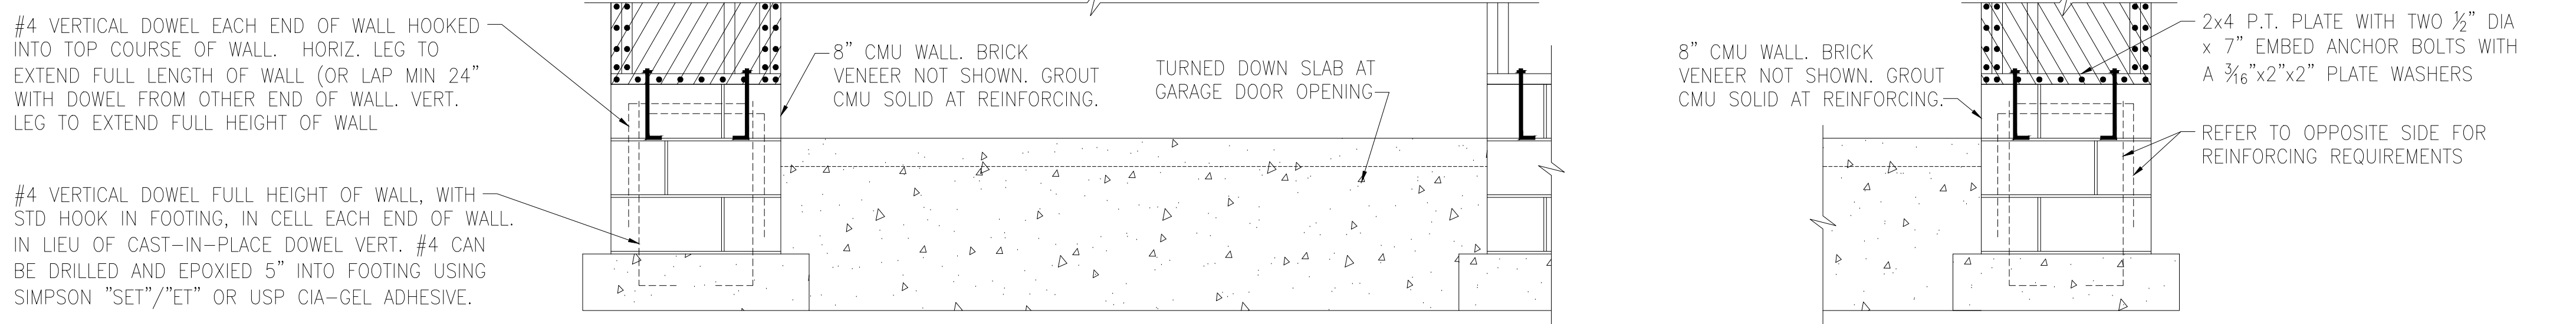 #4 VERTICAL DOWEL EACH END OF WALL HOOKED
INTO TOP COURSE OF WALL. HORIZ. LEG TO
EXTEND FULL LENGTH OF WALL (OR LAP MIN 24"
WITH DOWEL FROM OTHER END OF WALL. VERT.
LEG TO EXTEND FULL HEIGHT OF WALL
#4 VERTICAL DOWEL FULL HEIGHT OF WALL, WITH
STD HOOK IN FOOTING, IN CELL EACH END OF WALL.
IN LIEU OF CAST-IN-PLACE DOWEL VERT. #4 CAN
BE DRILLED AND EPOXIED 5" INTO FOOTING USING
SIMPSON "SET"/"ET" OR USP CIA-GEL ADHESIVE.
8" CMU WALL. BRICK
VENEER NOT SHOWN. GROUT
CMU SOLID AT REINFORCING.
TURNED DOWN SLAB AT
GARAGE DOOR OPENING
8" CMU WALL. BRICK
VENEER NOT SHOWN. GROUT
CMU SOLID AT REINFORCING.
2x4 P.T. PLATE WITH TWO ½" DIA
x 7" EMBED ANCHOR BOLTS WITH
A 3⁄16"x2"x2" PLATE WASHERS
REFER TO OPPOSITE SIDE FOR
REINFORCING REQUIREMENTS